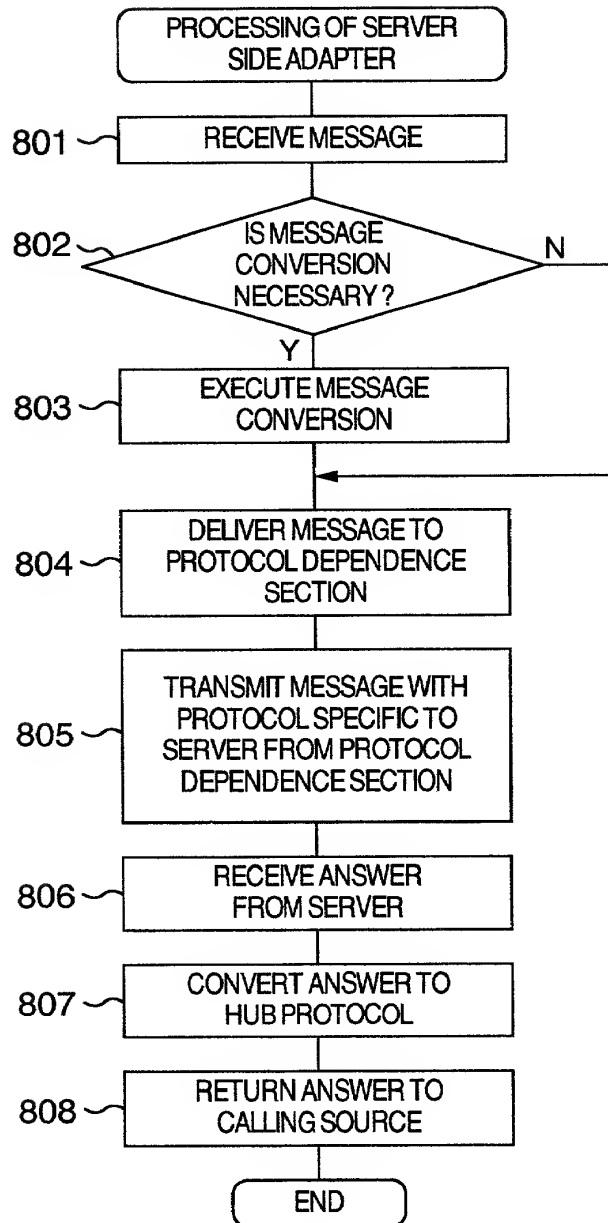 PROCESSING OF SERVER
SIDE ADAPTER
801
RECEIVE MESSAGE
802
IS MESSAGE
CONVERSION
NECESSARY ?
N
Y
803
EXECUTE MESSAGE
CONVERSION
804
DELIVER MESSAGE TO
PROTOCOL DEPENDENCE
SECTION
805
TRANSMIT MESSAGE WITH
PROTOCOL SPECIFIC TO
SERVER FROM PROTOCOL
DEPENDENCE SECTION
806
RECEIVE ANSWER
FROM SERVER
807
CONVERT ANSWER TO
HUB PROTOCOL
808
RETURN ANSWER TO
CALLING SOURCE
END